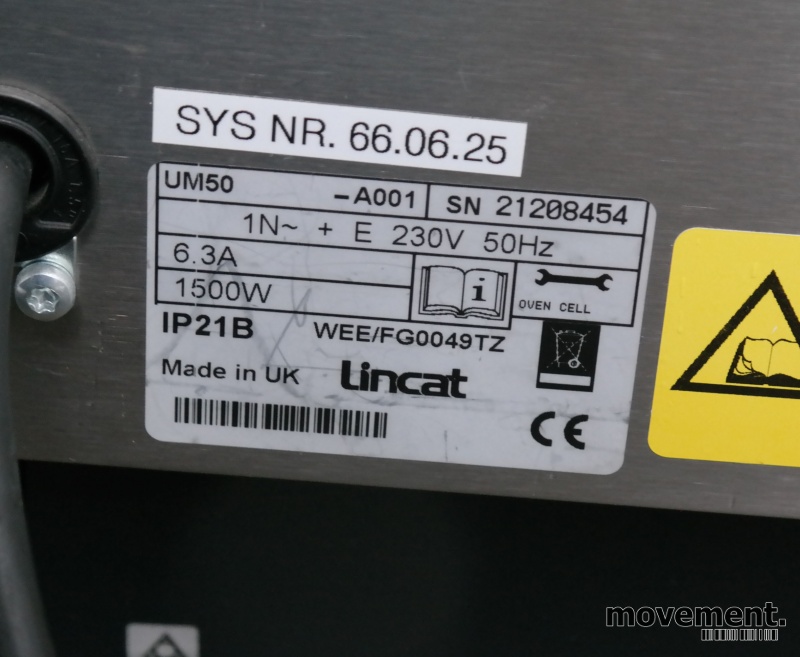 SYS NR. 66.06.25
UM50 -A001 SN 21208454
1N~ + E 230V 50Hz
6.3A
1500W
i
OVEN CELL
IP21B WEE/FG0049TZ
Made in UK Lincat
CE
movement.